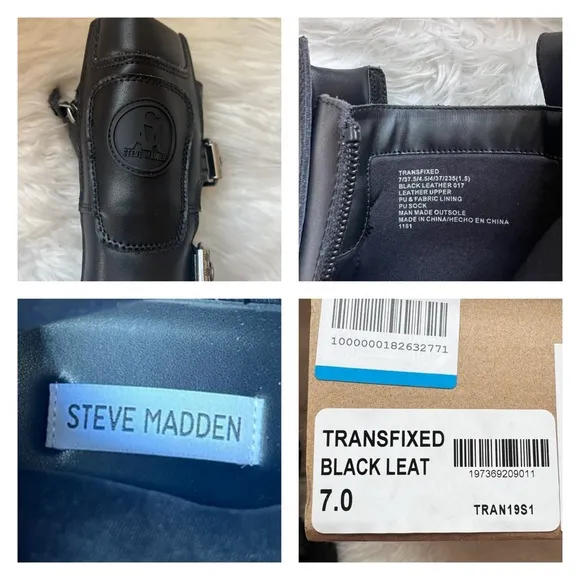 STEVE MADDEN
TRANSFIXED
7/37.5/4.5/4/37/235(1.5)
BLACK LEATHER 017
LEATHER UPPER
PU & FABRIC LINING
PU SOCK
MAN MADE OUTSOLE
MADE IN CHINA/HECHO EN CHINA
1151
STEVE MADDEN
1000000182632771
TRANSFIXED
BLACK LEAT
7.0
197369209011
TRAN19S1